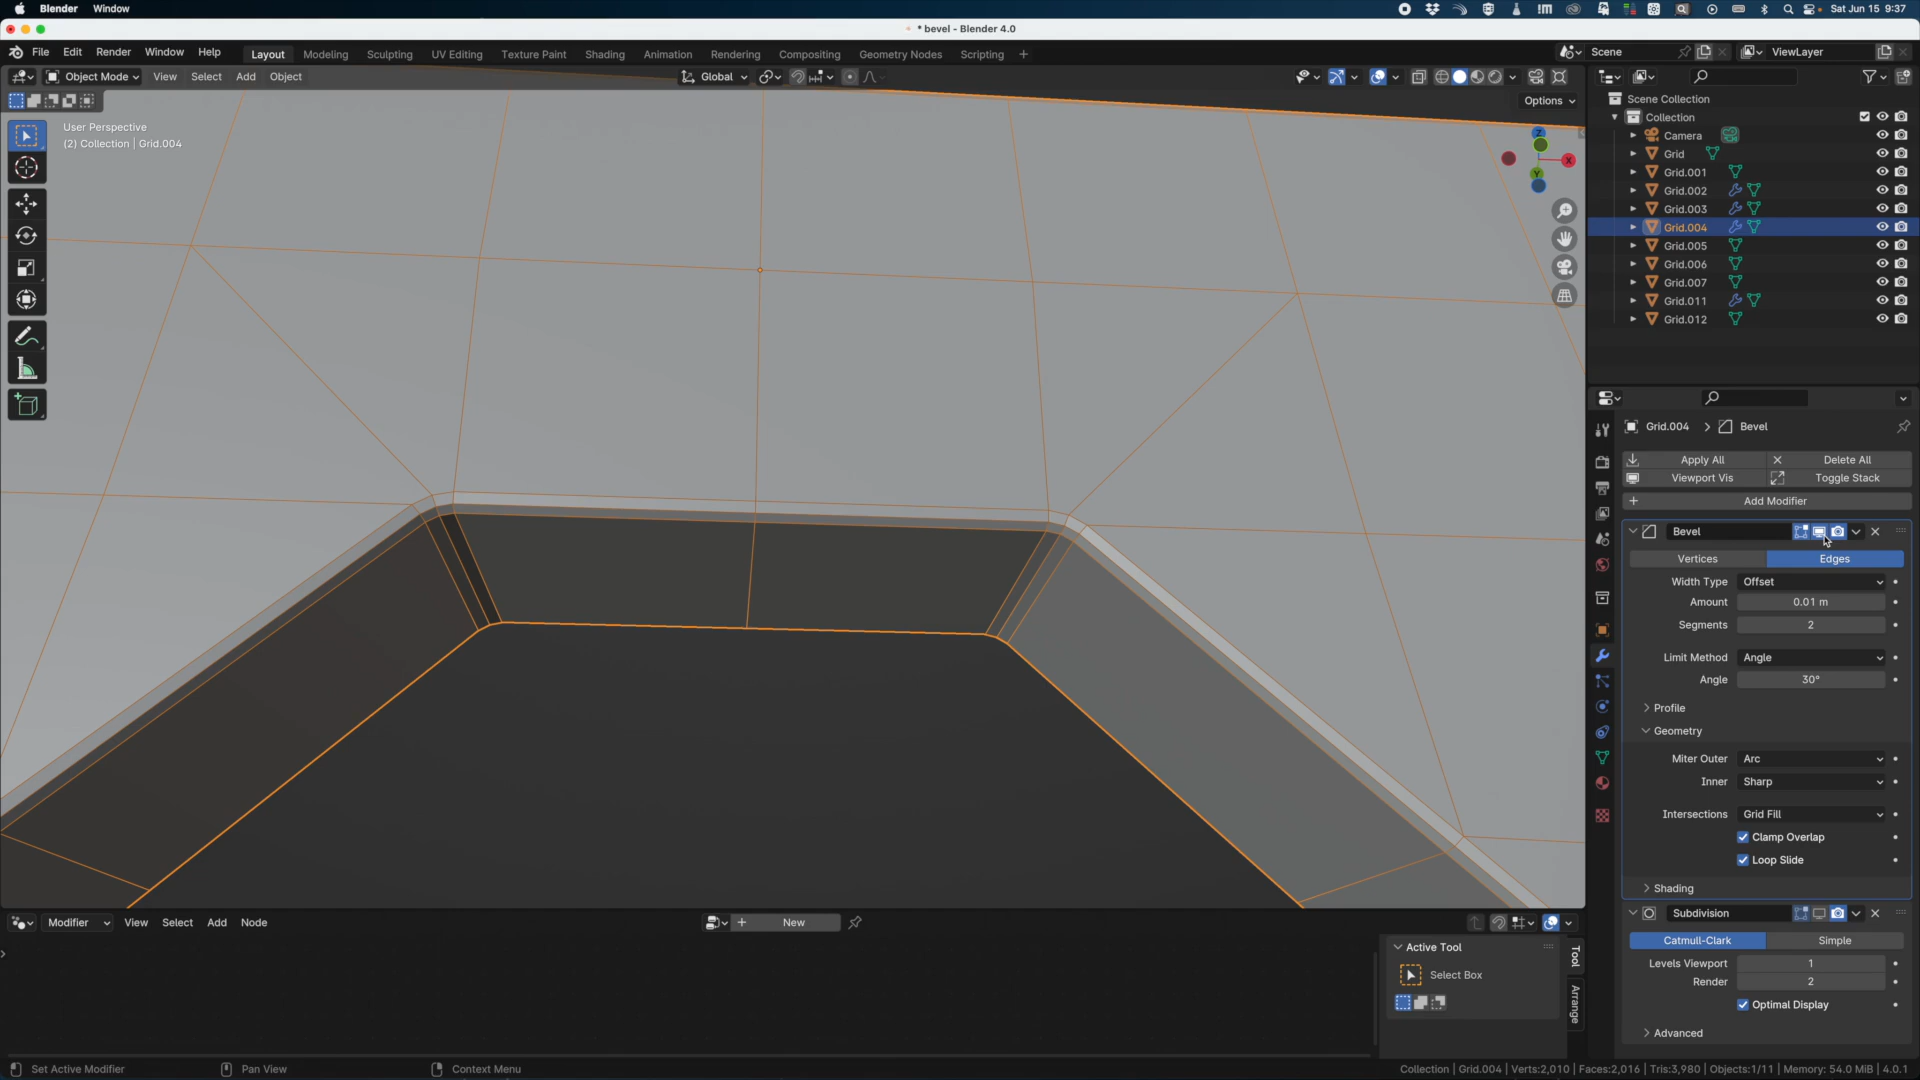 Blender Window Sat Jun 15 9:37
* bevel - Blender 4.0
File Edit Render Window Help Layout Modeling Sculpting UV Editing Texture Paint Shading Animation Rendering Compositing Geometry Nodes Scripting + Scene ViewLayer
Object Mode View Select Add Object Global
Options
User Perspective
(2) Collection | Grid.004
Z
X
Y
Scene Collection
Collection
Camera
Grid
Grid.001
Grid.002
Grid.003
Grid.004
Grid.005
Grid.006
Grid.007
Grid.011
Grid.012
Grid.004 > Bevel
Apply All Delete All
Viewport Vis Toggle Stack
+ Add Modifier
Bevel
Vertices Edges
Width Type Offset
Amount 0.01 m
Segments 2
Limit Method Angle
Angle 30°
Profile
Geometry
Miter Outer Arc
Inner Sharp
Intersections Grid Fill
Clamp Overlap
Loop Slide
Shading
Subdivision
Catmull-Clark Simple
Levels Viewport 1
Render 2
Optimal Display
Advanced
Modifier View Select Add Node + New
Active Tool
Select Box
Tool
Arrange
Set Active Modifier Pan View Context Menu Collection | Grid.004 | Verts:2,010 | Faces:2,016 | Tris:3,980 | Objects:1/11 | Memory: 54.0 MiB | 4.0.1